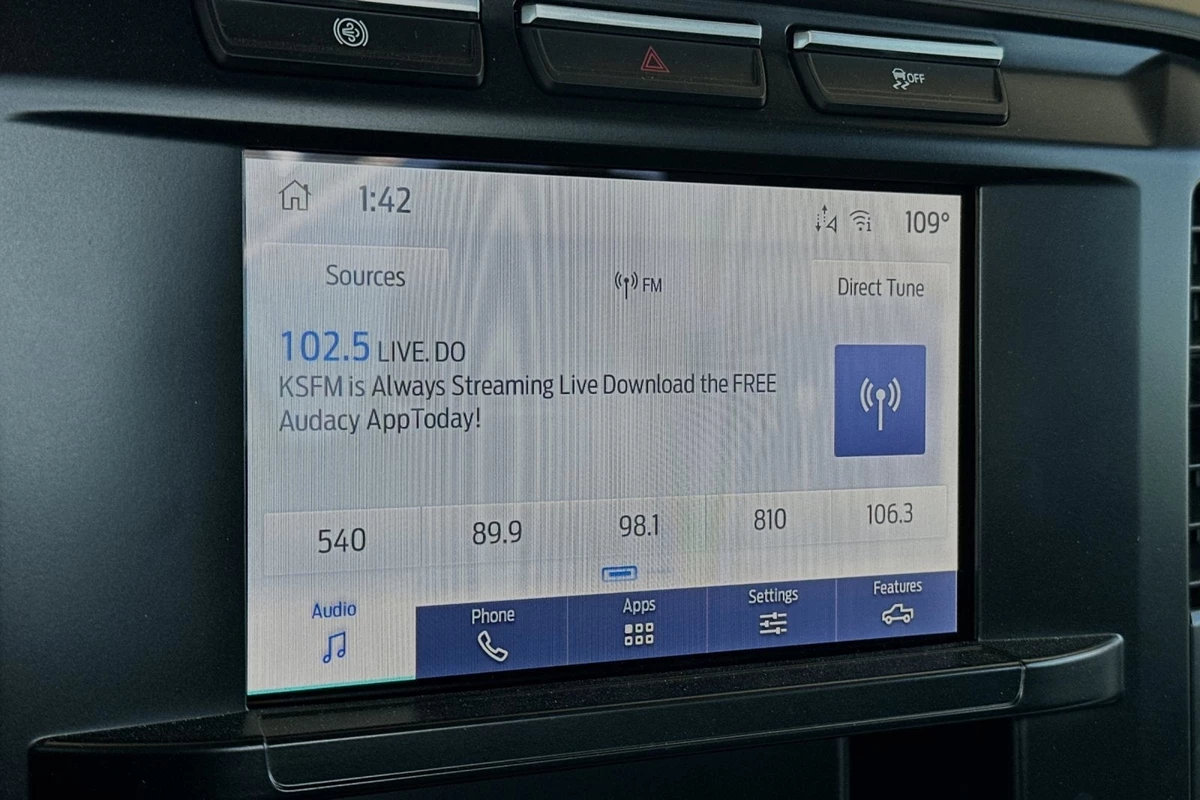 OFF
1:42
109°
Sources
FM
Direct Tune
102.5 LIVE. DO
KSFM is Always Streaming Live Download the FREE
Audacy AppToday!
540 89.9 98.1 810 106.3
Audio Phone Apps Settings Features